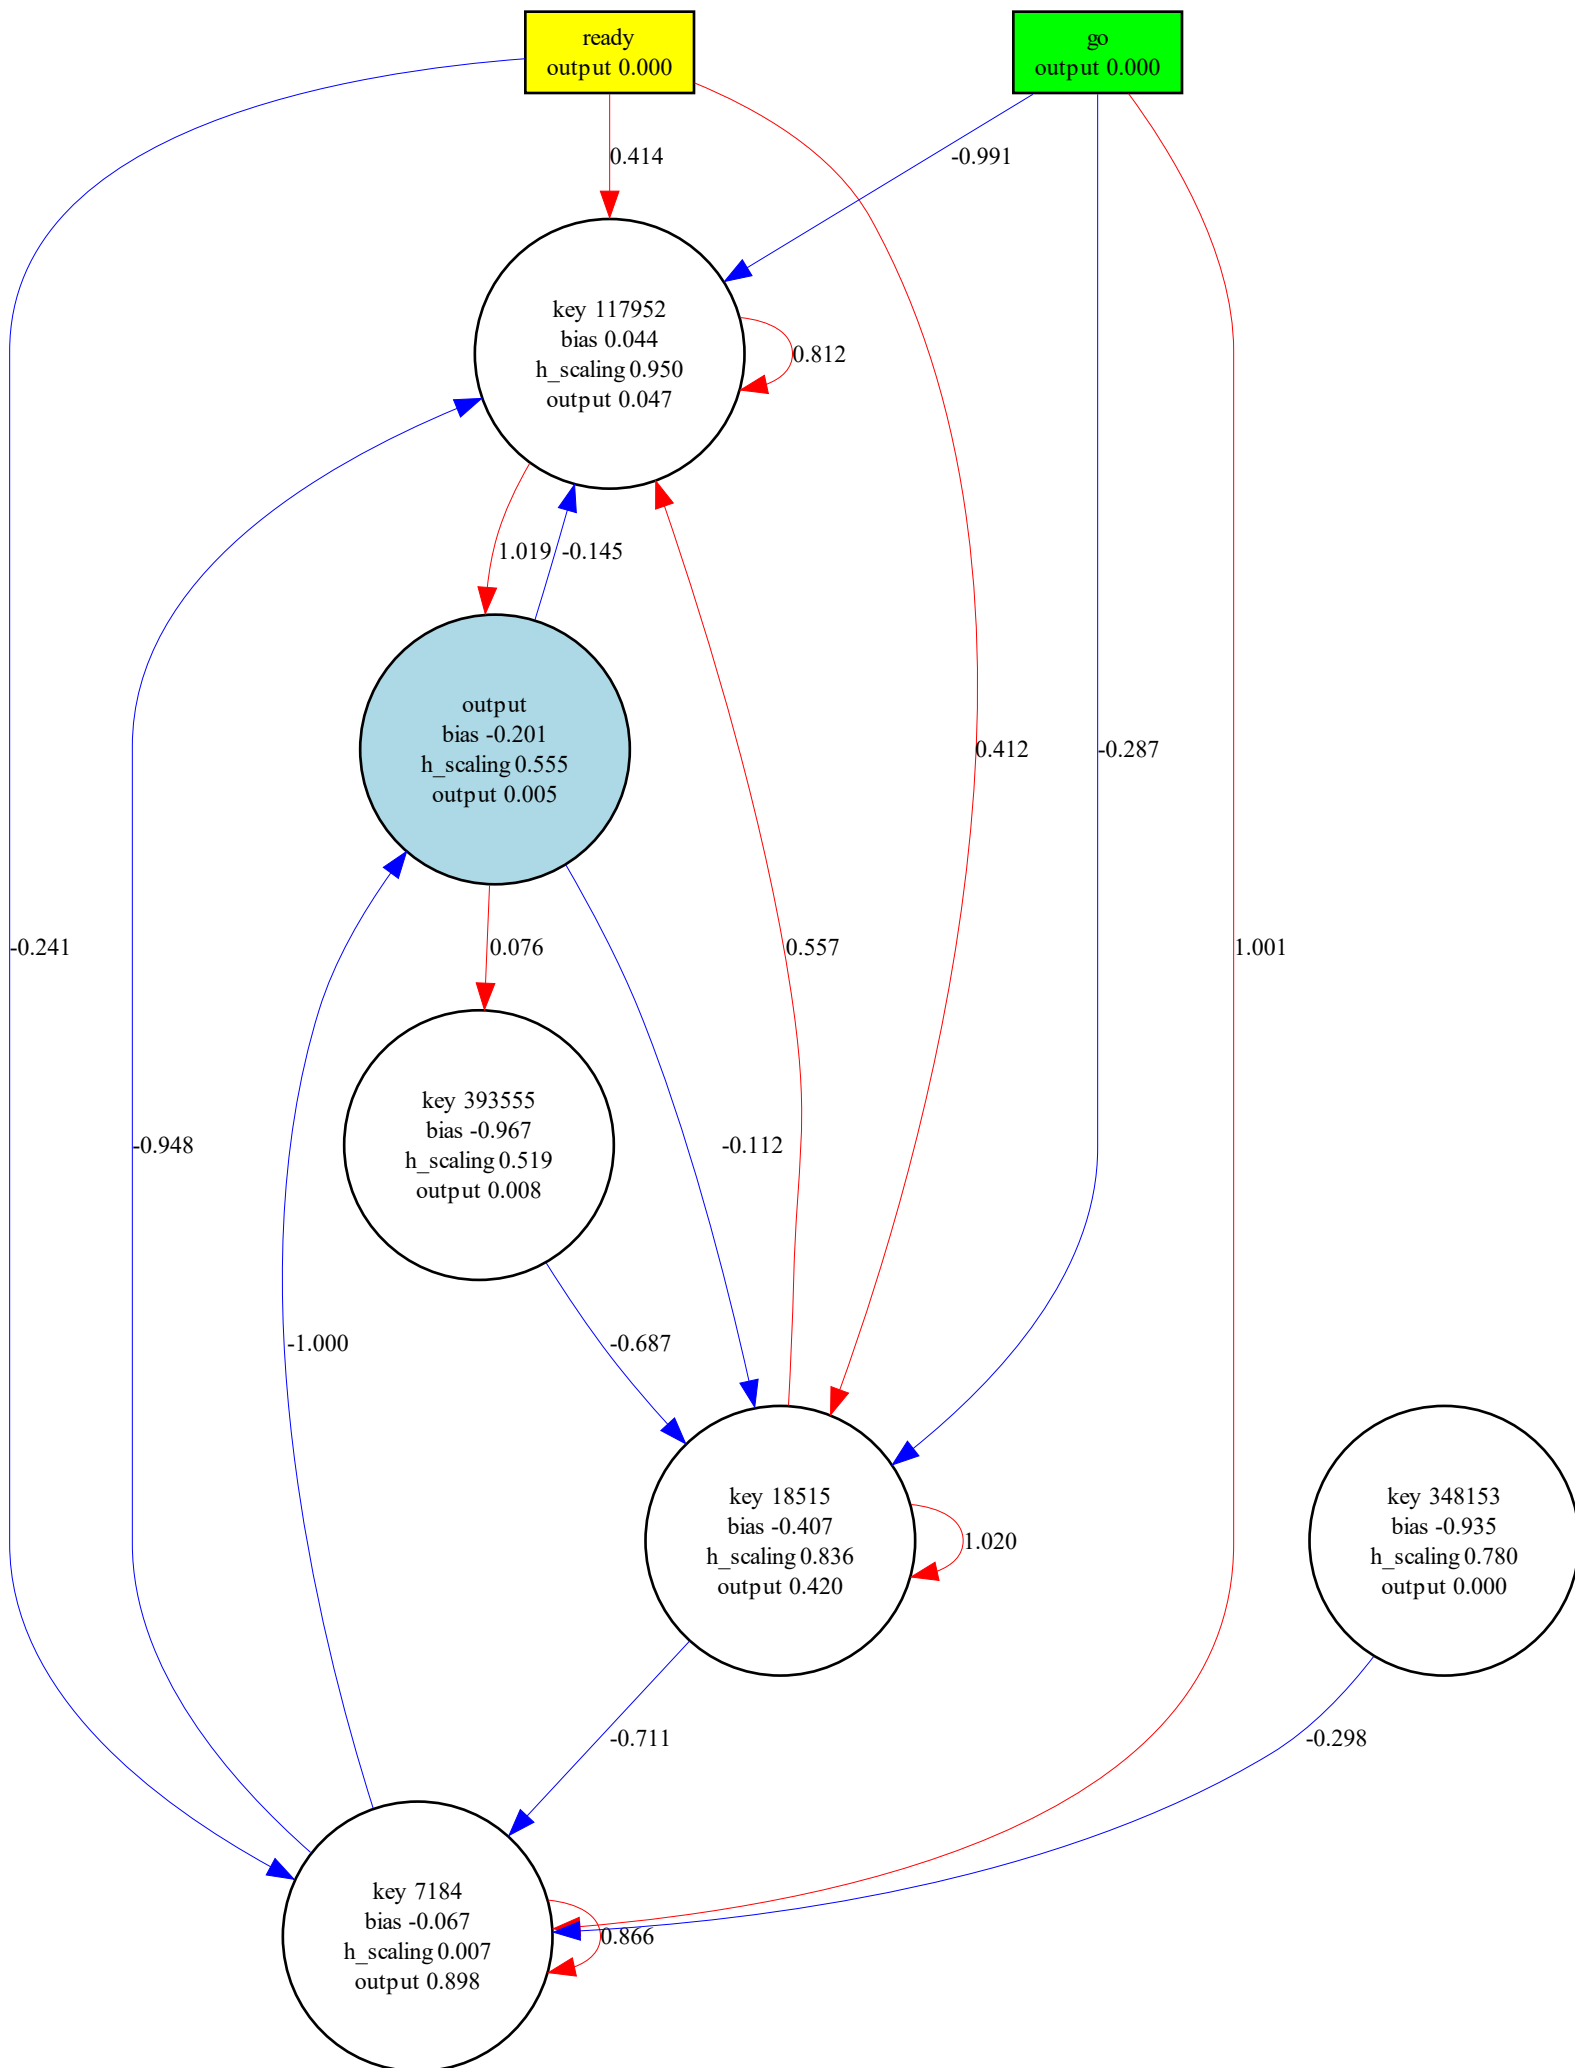 ready
output 0.000
go
output 0.000
0.414
-0.991
key 117952
bias 0.044
h_scaling 0.950
output 0.047
0.812
1.019
-0.145
output
bias -0.201
h_scaling 0.555
output 0.005
0.412
-0.287
-0.241
0.076
0.557
1.001
key 393555
bias -0.967
h_scaling 0.519
output 0.008
-0.948
-0.112
-1.000
-0.687
key 18515
bias -0.407
h_scaling 0.836
output 0.420
1.020
key 348153
bias -0.935
h_scaling 0.780
output 0.000
-0.711
-0.298
key 7184
bias -0.067
h_scaling 0.007
output 0.898
0.866